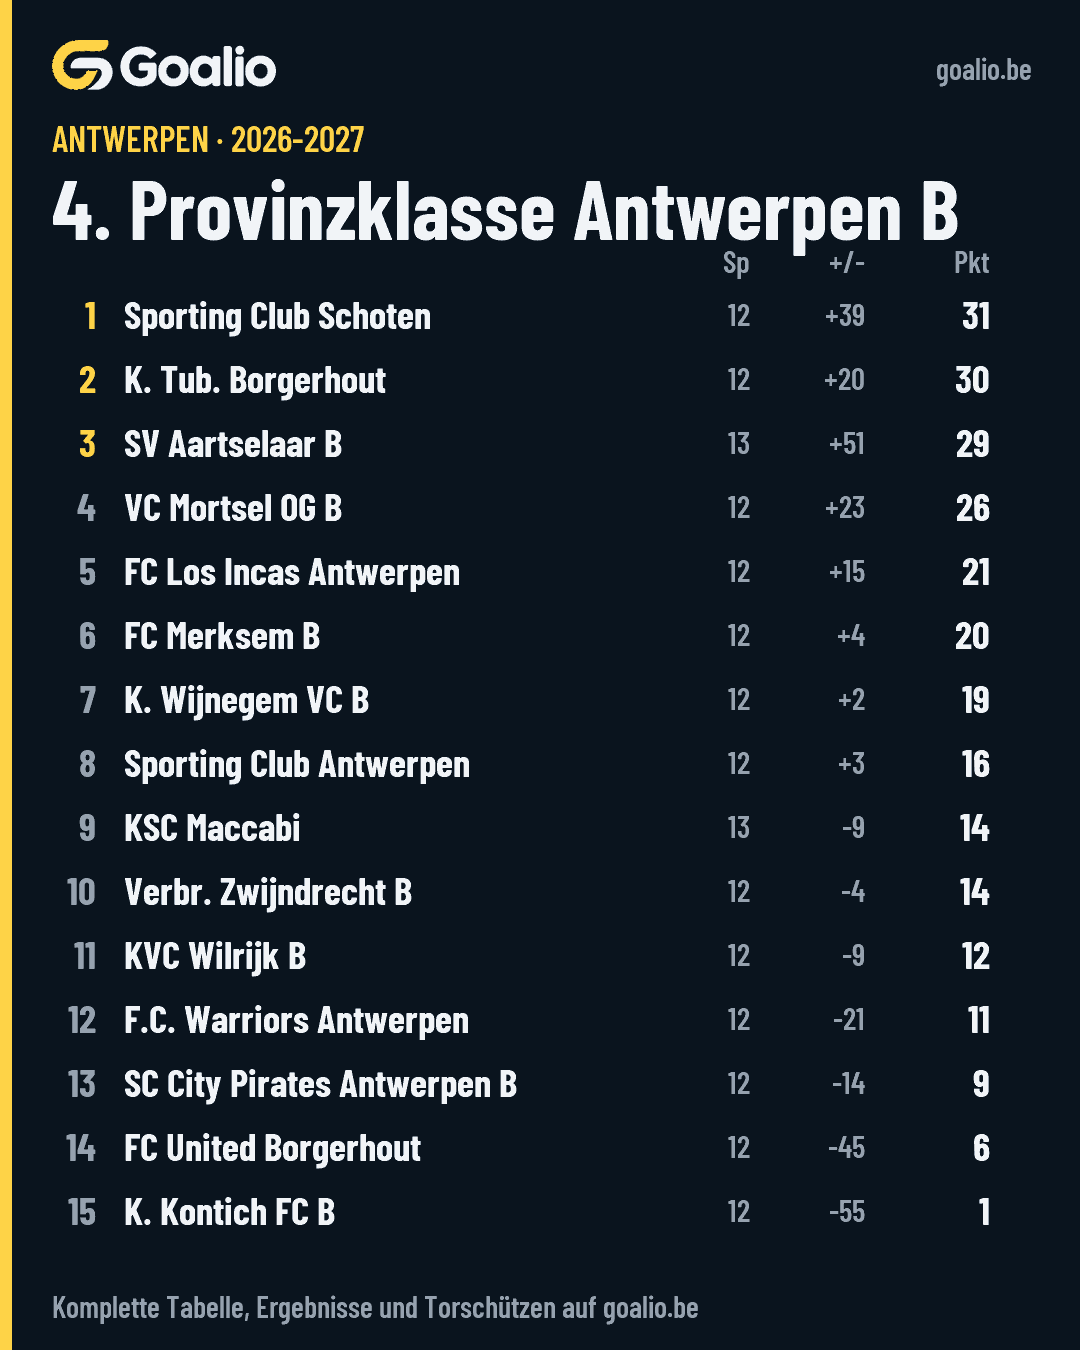 Goalio goalio.be
ANTWERPEN · 2026-2027
4. Provinzklasse Antwerpen B
Sp +/- Pkt
1 Sporting Club Schoten 12 +39 31
2 K. Tub. Borgerhout 12 +20 30
3 SV Aartselaar B 13 +51 29
4 VC Mortsel OG B 12 +23 26
5 FC Los Incas Antwerpen 12 +15 21
6 FC Merksem B 12 +4 20
7 K. Wijnegem VC B 12 +2 19
8 Sporting Club Antwerpen 12 +3 16
9 KSC Maccabi 13 -9 14
10 Verbr. Zwijndrecht B 12 -4 14
11 KVC Wilrijk B 12 -9 12
12 F.C. Warriors Antwerpen 12 -21 11
13 SC City Pirates Antwerpen B 12 -14 9
14 FC United Borgerhout 12 -45 6
15 K. Kontich FC B 12 -55 1
Komplette Tabelle, Ergebnisse und Torschützen auf goalio.be